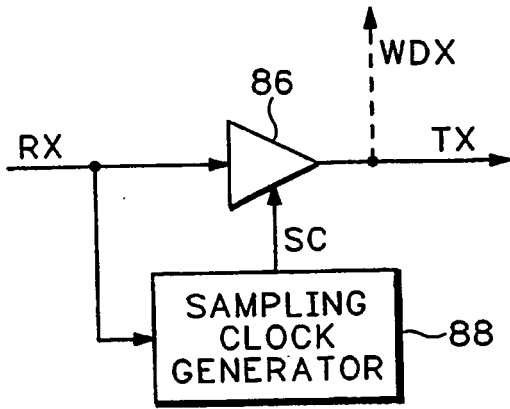 WDX
86
RX
TX
SC
SAMPLING
CLOCK
GENERATOR
88